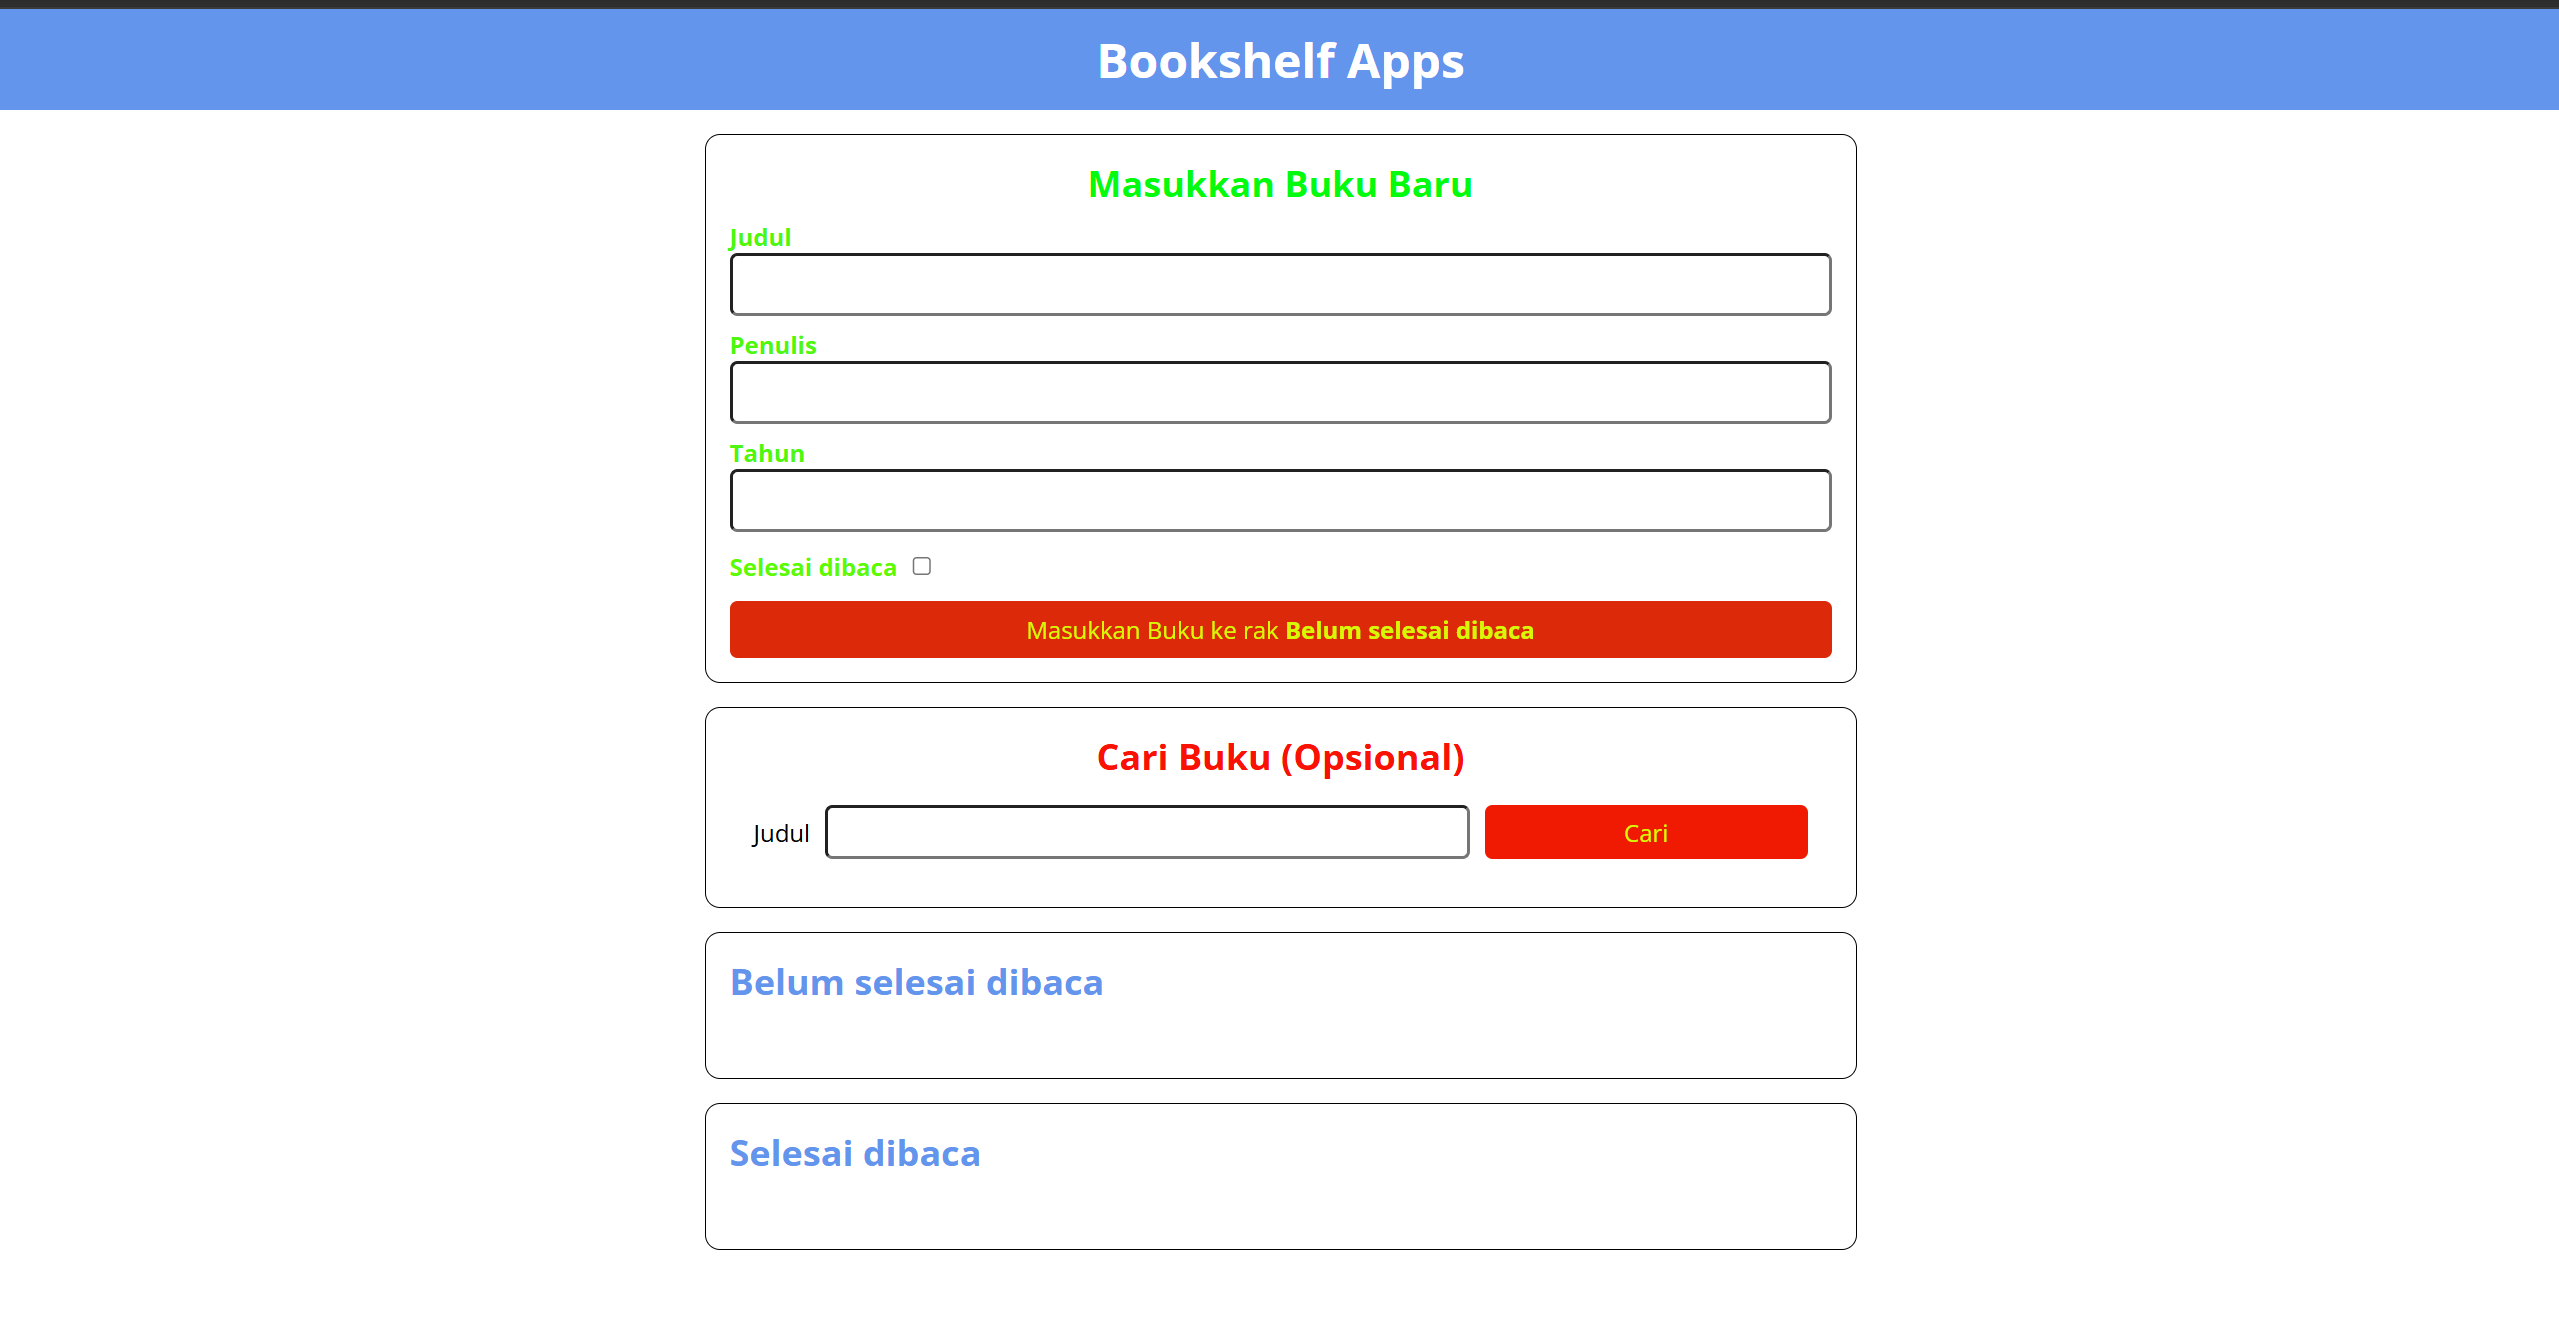 Bookshelf Apps
Masukkan Buku Baru
Judul
Penulis
Tahun
Selesai dibaca
Masukkan Buku ke rak Belum selesai dibaca
Cari Buku (Opsional)
Judul Cari
Belum selesai dibaca
Selesai dibaca